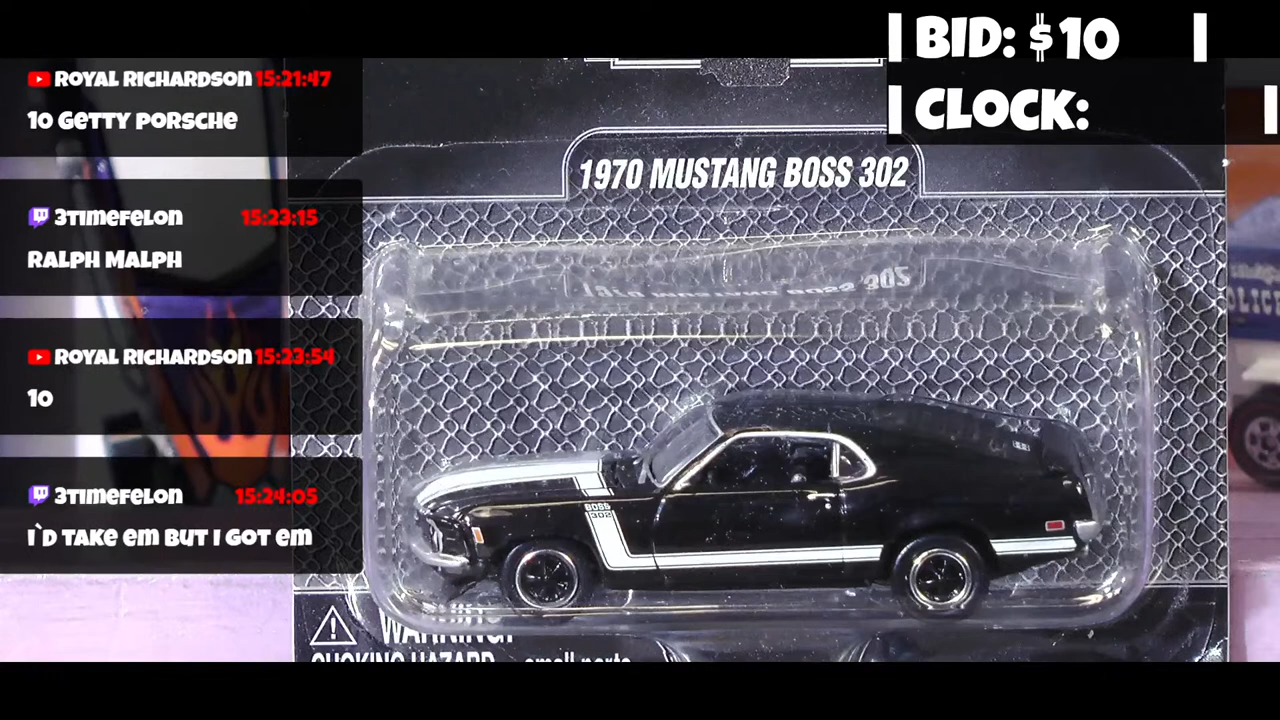 | BID: $10 |
| CLOCK: |
ROYAL RICHARDSON 15:21:47
10 GETTY PORSCHE
3TIMEFELON 15:23:15
RALPH MALPH
ROYAL RICHARDSON 15:23:54
10
3TIMEFELON 15:24:05
I`D TAKE EM BUT I GOT EM
1970 MUSTANG BOSS 302
BOSS
302
WARNING!
CHOKING HAZARD small parts